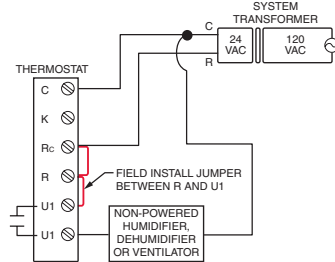 SYSTEM
TRANSFORMER
C
24
VAC
120
VAC
R
THERMOSTAT
C
K
RC
R
FIELD INSTALL JUMPER
BETWEEN R AND U1
U1
U1
NON-POWERED
HUMIDIFIER,
DEHUMIDIFIER
OR VENTILATOR